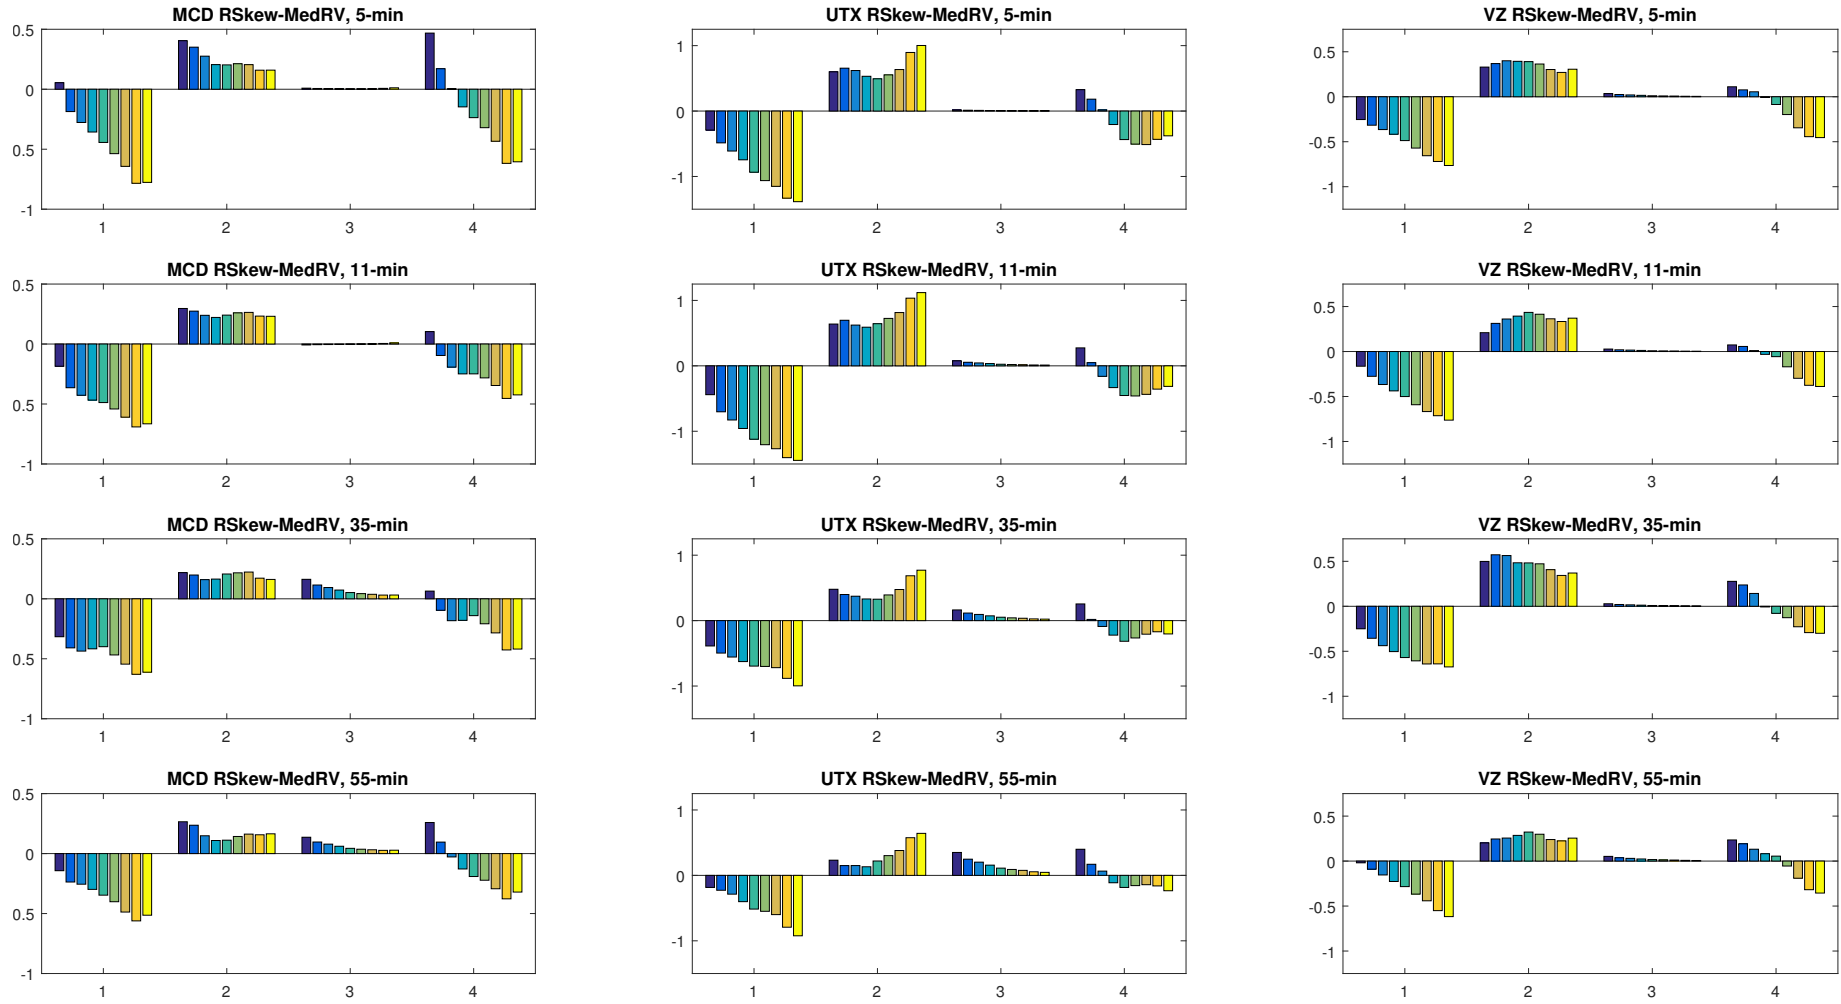 MCD RSkew-MedRV, 5-min
0.5
0
0.5
-1
1 2 3 4
UTX RSkew-MedRV, 5-min
1
0
-1
1 2 3 4
VZ RSkew-MedRV, 5-min
0.5
0
-0.5
-1
1 2 3 4
MCD RSkew-MedRV, 11-min
0.5
0
0.5
-1
1 2 3 4
UTX RSkew-MedRV, 11-min
1
0
-1
1 2 3 4
VZ RSkew-MedRV, 11-min
0.5
0
-0.5
-1
1 2 3 4
MCD RSkew-MedRV, 35-min
0.5
0
0.5
-1
1 2 3 4
UTX RSkew-MedRV, 35-min
1
0
-1
1 2 3 4
VZ RSkew-MedRV, 35-min
0.5
0
-0.5
-1
1 2 3 4
MCD RSkew-MedRV, 55-min
0.5
0
0.5
-1
1 2 3 4
UTX RSkew-MedRV, 55-min
1
0
-1
1 2 3 4
VZ RSkew-MedRV, 55-min
0.5
0
-0.5
-1
1 2 3 4